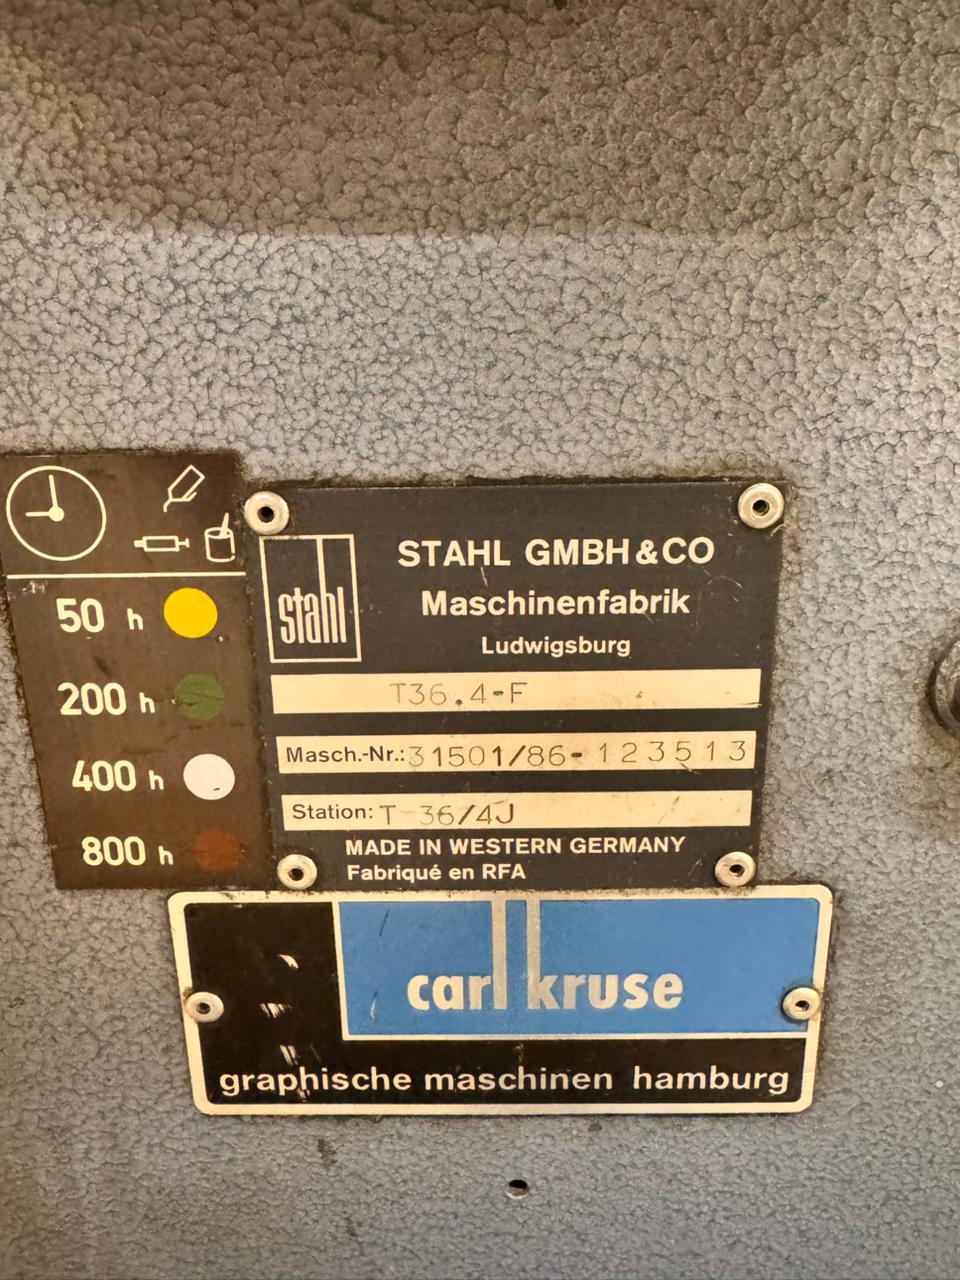 50 h
200 h
400 h
800 h
stahl
STAHL GMBH & CO
Maschinenfabrik
Ludwigsburg
T36.4-F
Masch.-Nr.: 31501/86-123513
Station: T 36/4J
MADE IN WESTERN GERMANY
Fabriqué en RFA
carl kruse
graphische maschinen hamburg